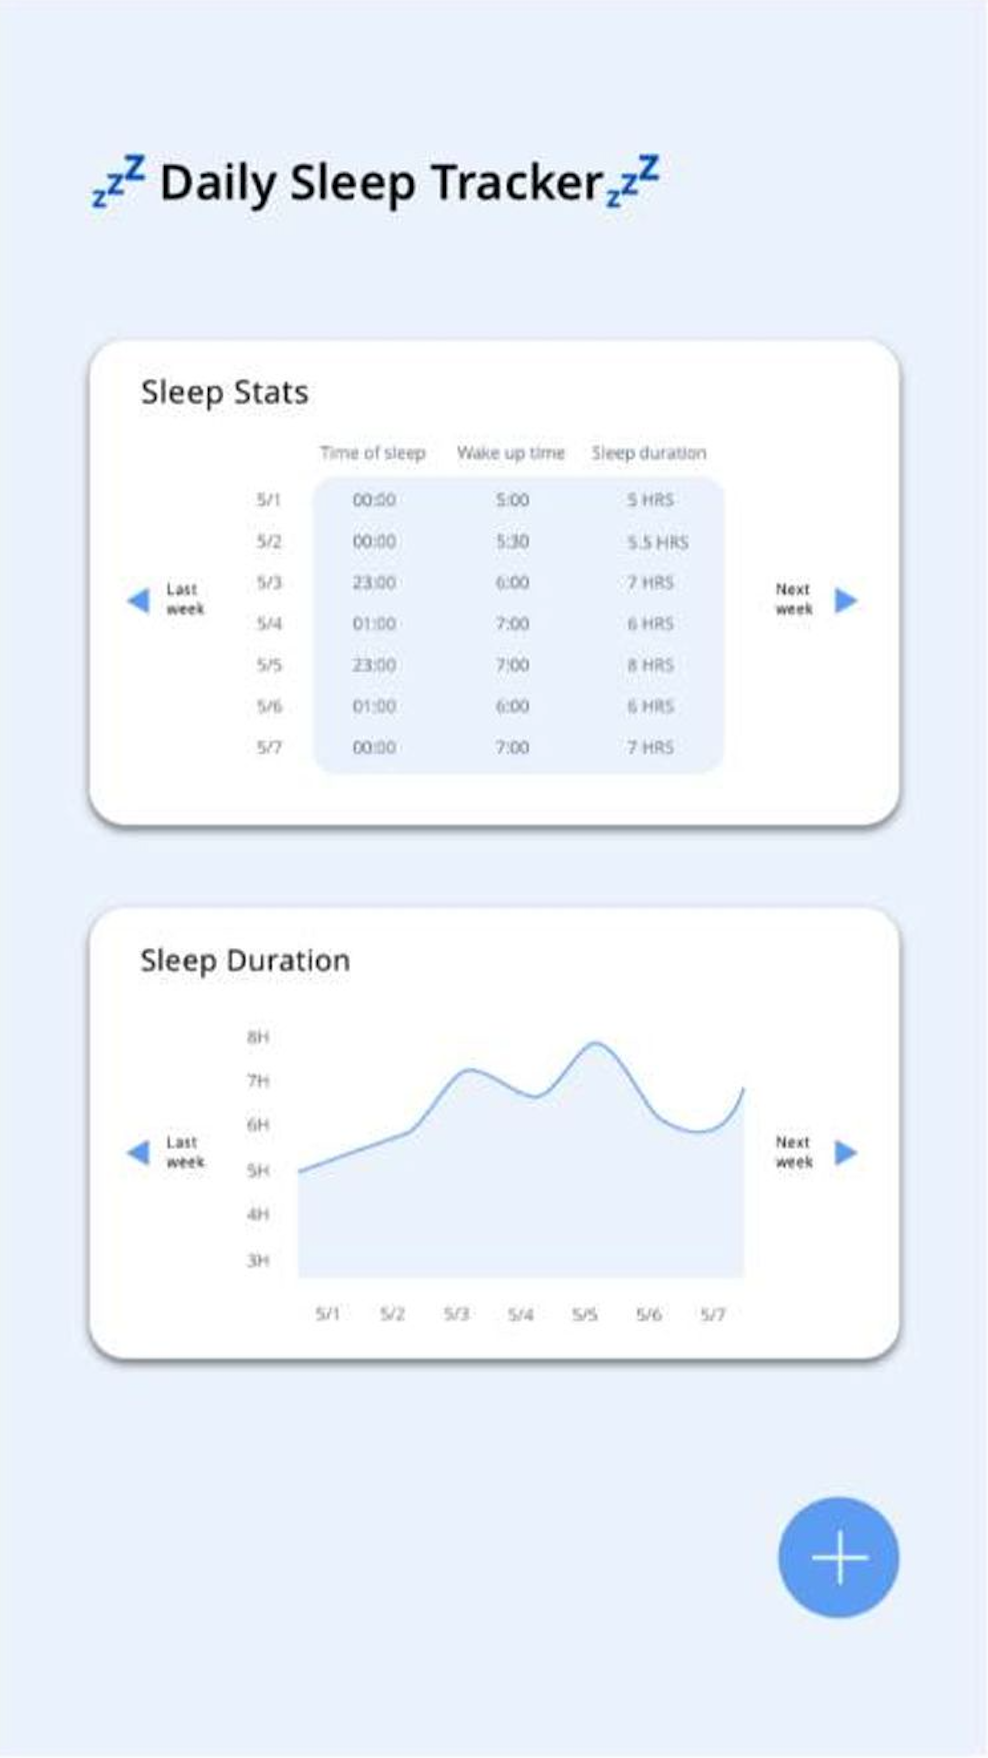 💤 Daily Sleep Tracker💤
Sleep Stats
Time of sleep Wake up time Sleep duration
5/1 00:00 5:00 5 HRS
5/2 00:00 5:30 5.5 HRS
5/3 23:00 6:00 7 HRS
5/4 01:00 7:00 6 HRS
5/5 23:00 7:00 8 HRS
5/6 01:00 6:00 6 HRS
5/7 00:00 7:00 7 HRS
Last
week
Next
week
Sleep Duration
8H
7H
6H
5H
4H
3H
Last
week
Next
week
5/1 5/2 5/3 5/4 5/5 5/6 5/7